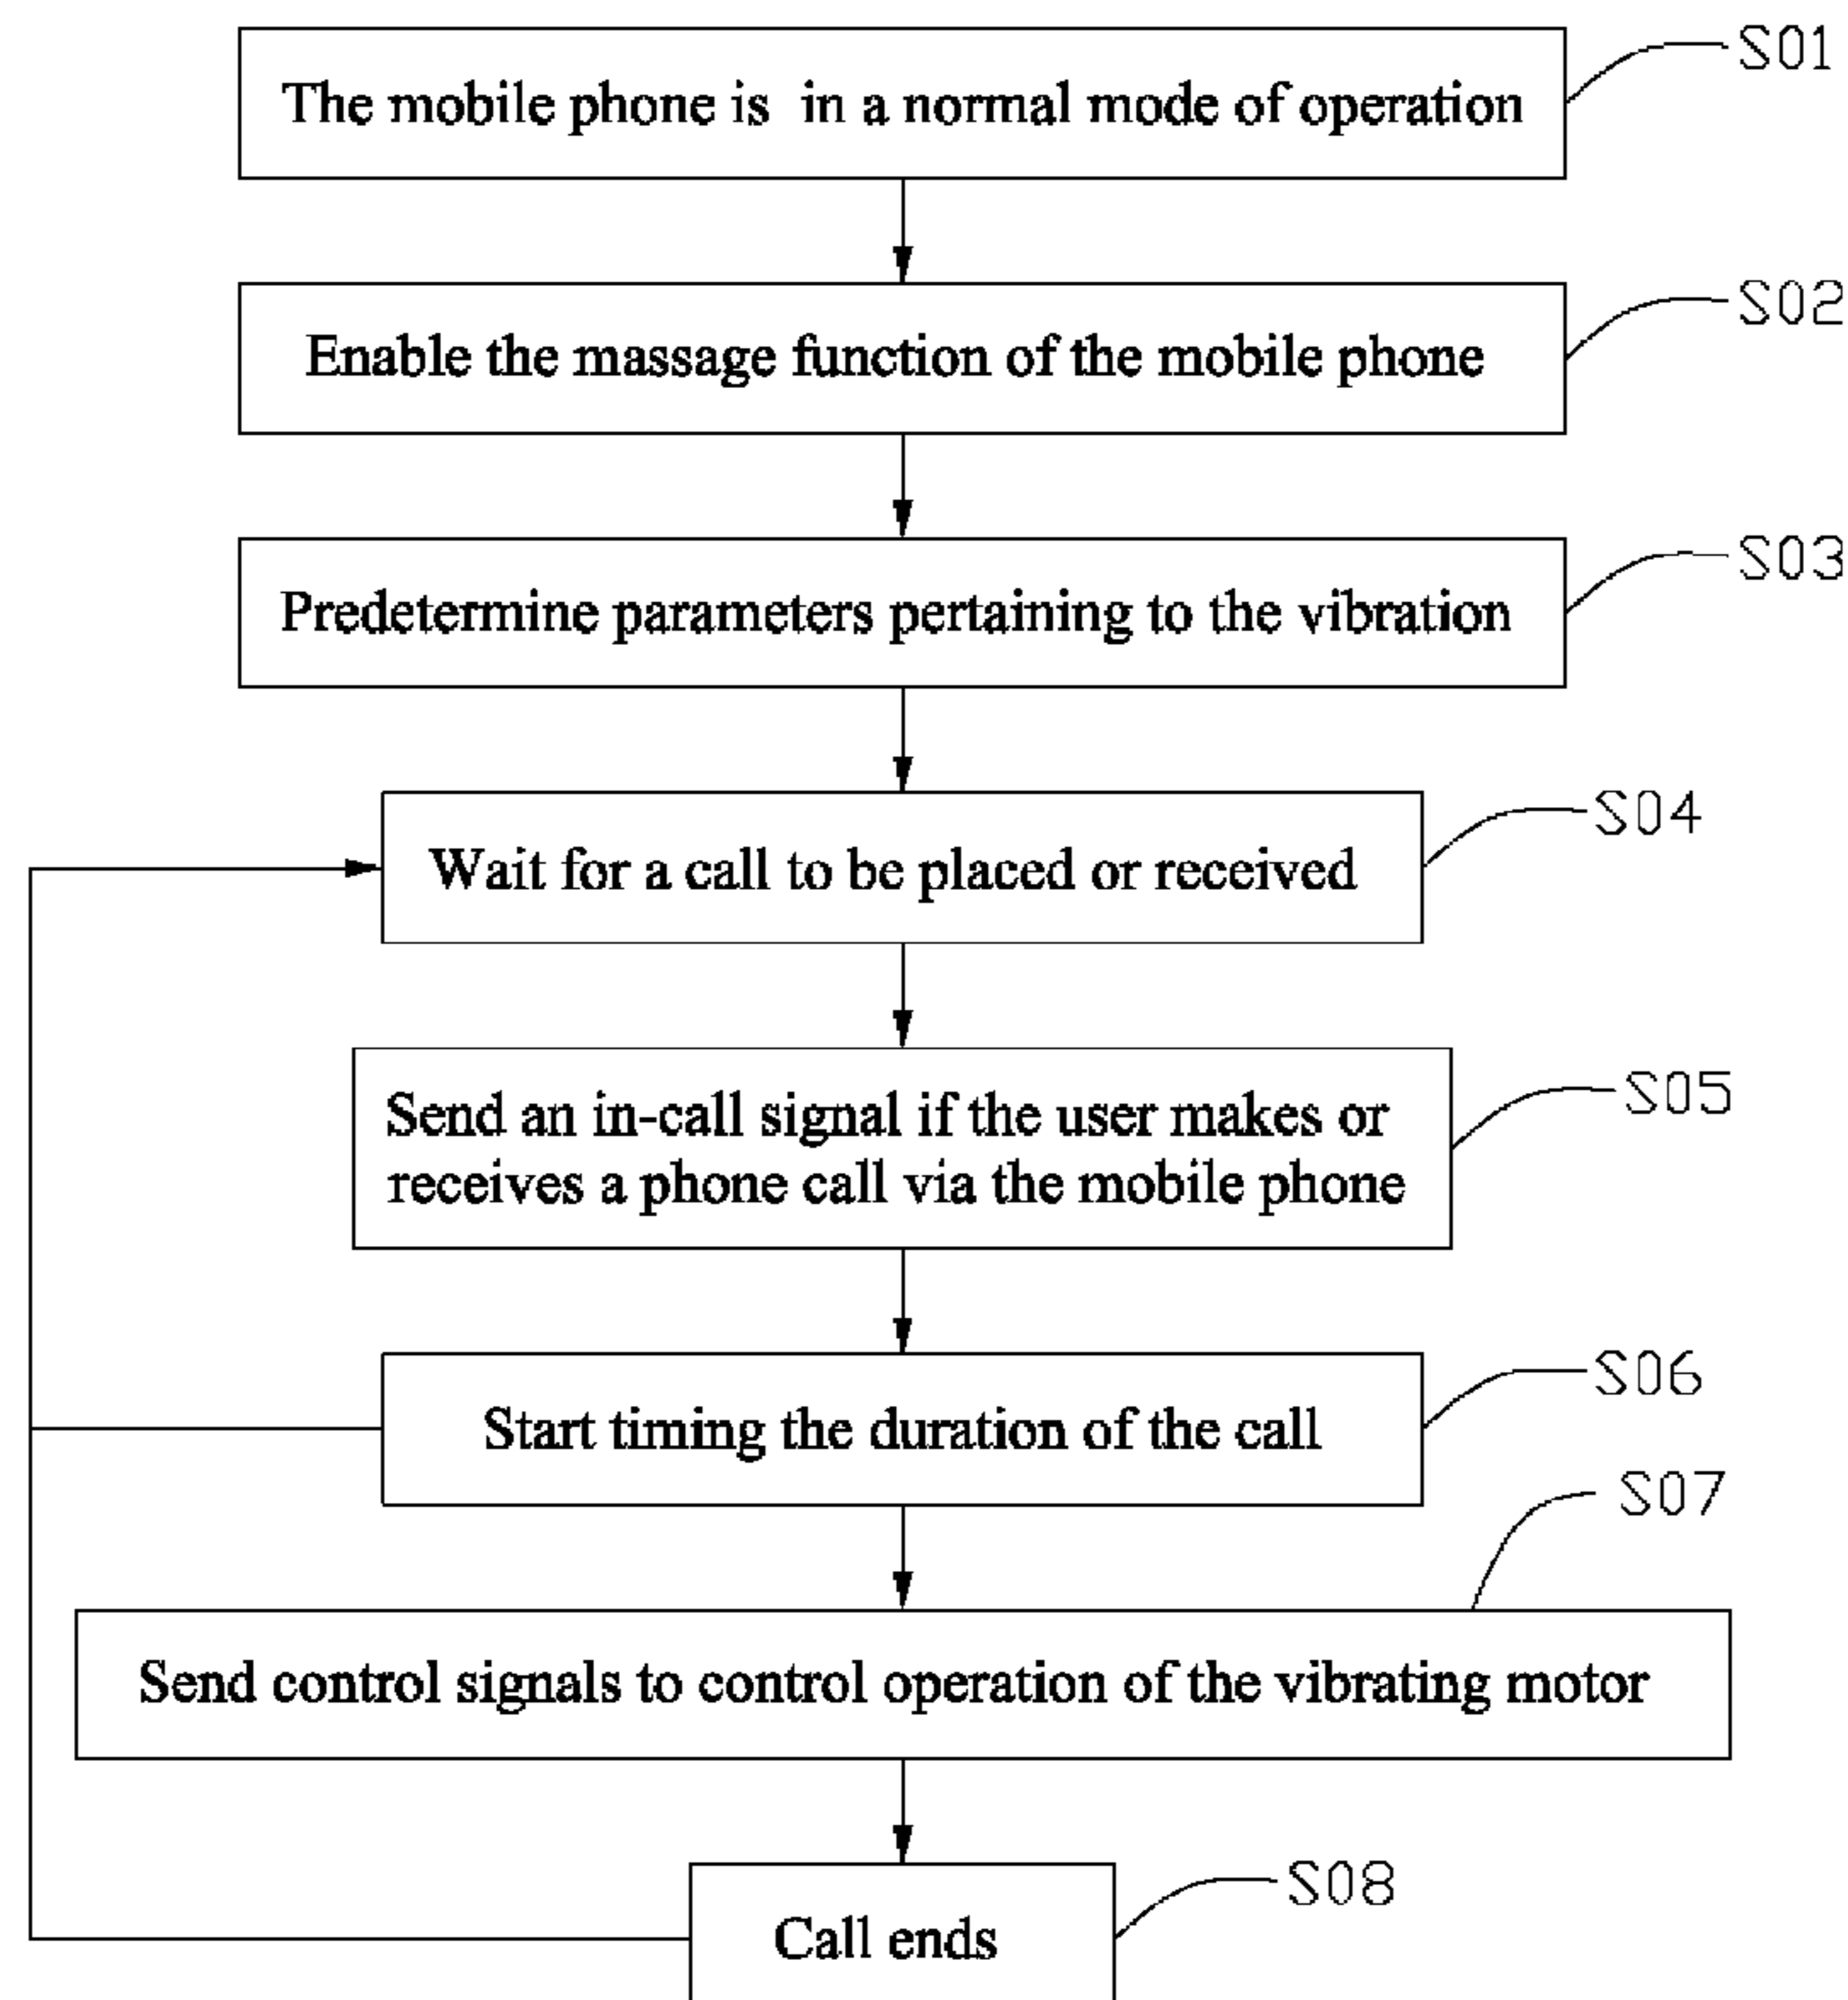 The mobile phone is in a normal mode of operation
S01
Enable the massage function of the mobile phone
S02
Predetermine parameters pertaining to the vibration
S03
Wait for a call to be placed or received
S04
Send an in-call signal if the user makes or
receives a phone call via the mobile phone
S05
Start timing the duration of the call
S06
Send control signals to control operation of the vibrating motor
S07
Call ends
S08